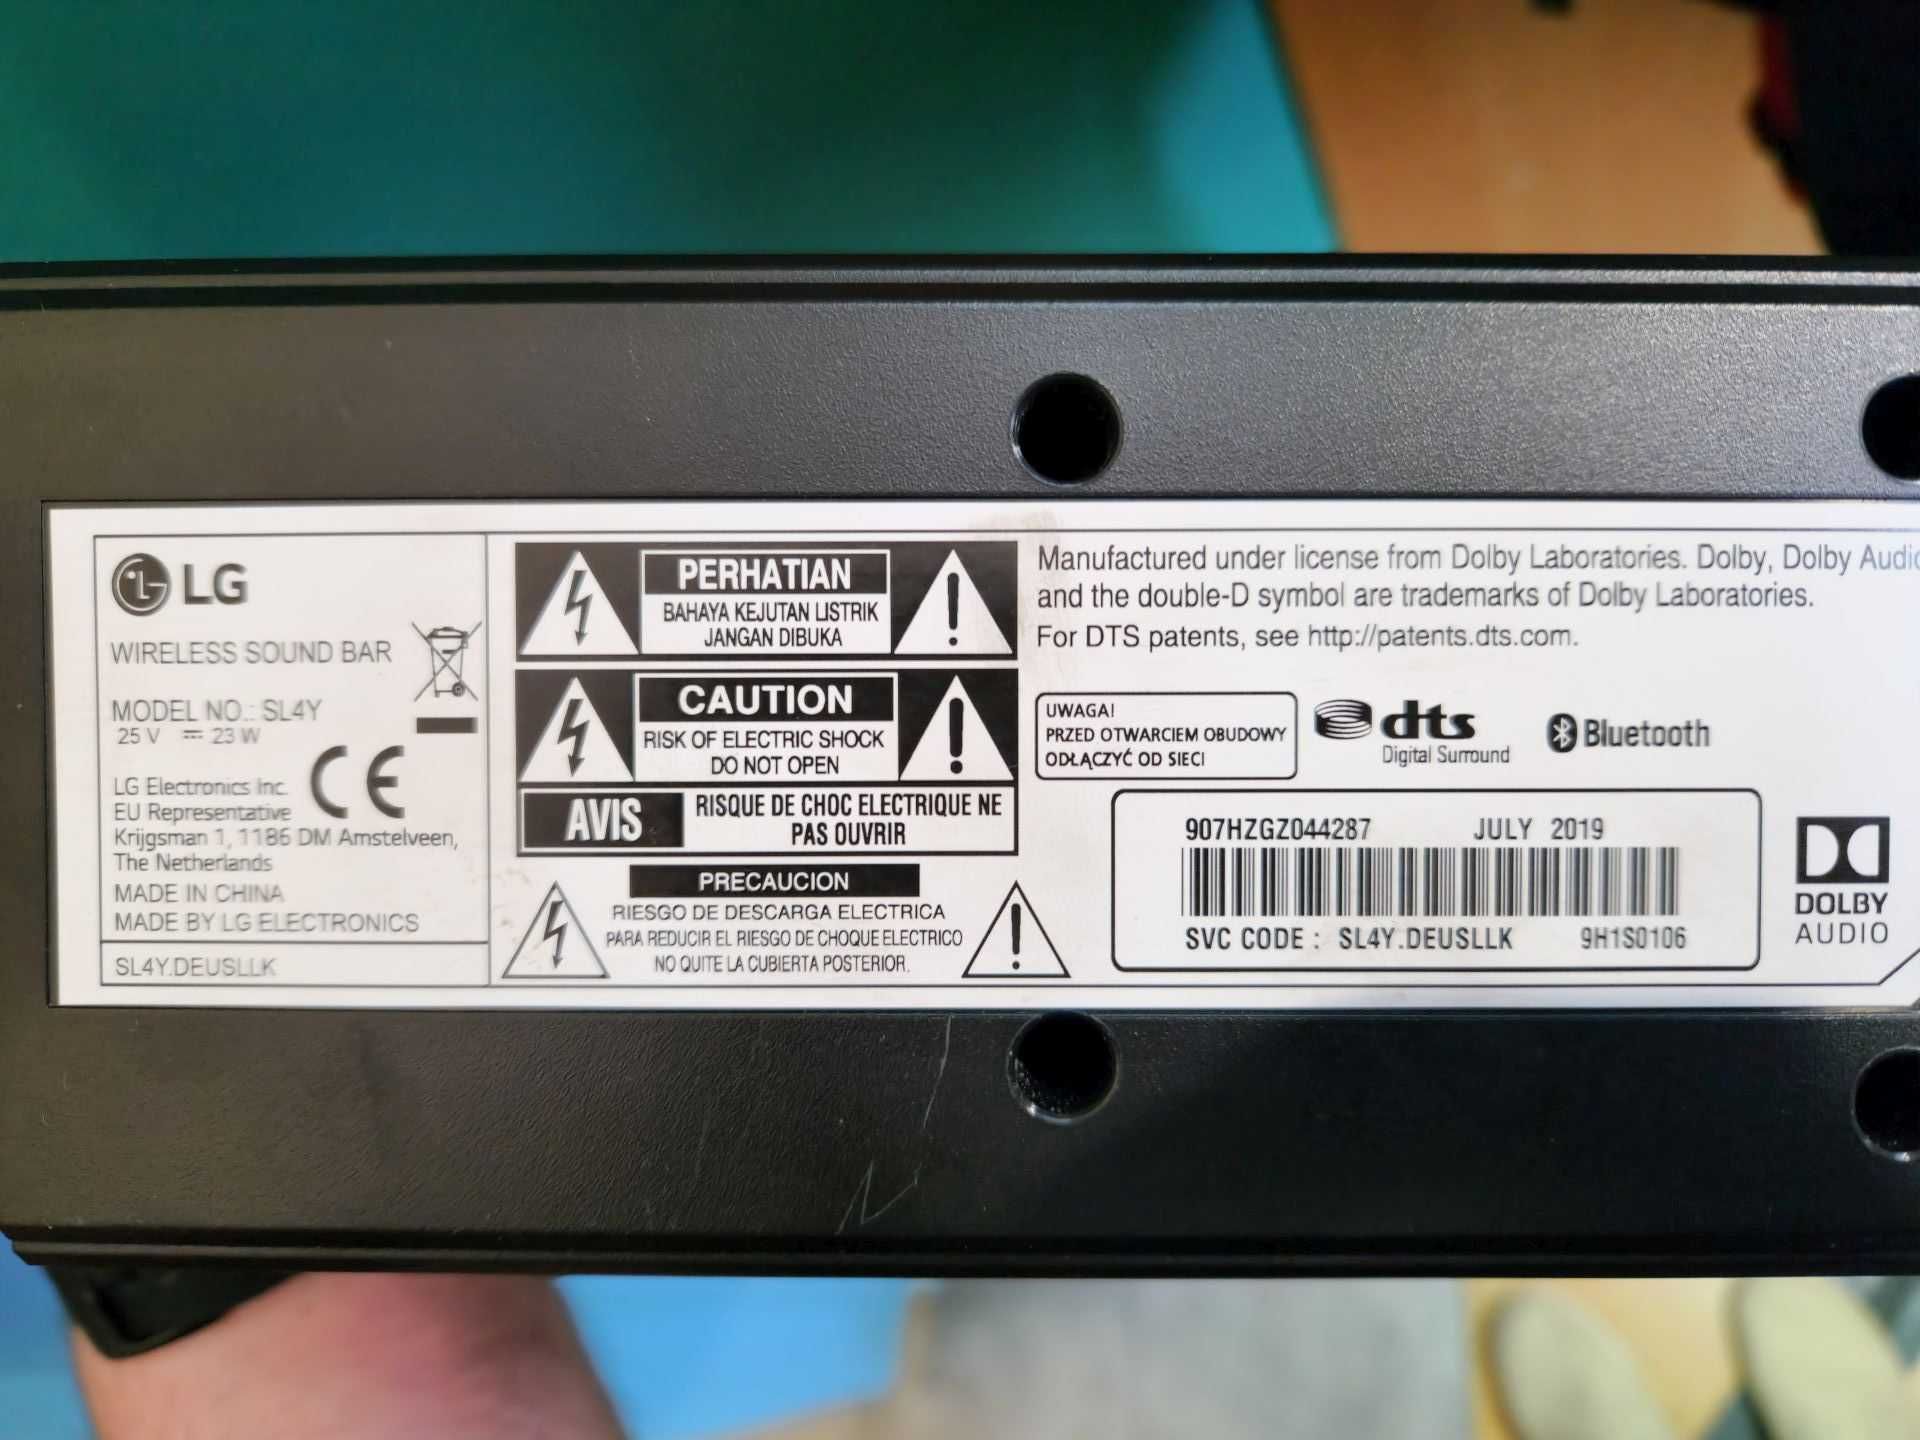 LG
WIRELESS SOUND BAR
MODEL NO.: SL4Y
25 V ⎓ 23 W
LG Electronics Inc.
EU Representative
Krijgsman 1, 1186 DM Amstelveen,
The Netherlands
MADE IN CHINA
MADE BY LG ELECTRONICS
SL4Y.DEUSLLK
PERHATIAN
BAHAYA KEJUTAN LISTRIK
JANGAN DIBUKA
CAUTION
RISK OF ELECTRIC SHOCK
DO NOT OPEN
AVIS
RISQUE DE CHOC ELECTRIQUE NE
PAS OUVRIR
PRECAUCION
RIESGO DE DESCARGA ELECTRICA
PARA REDUCIR EL RIESGO DE CHOQUE ELECTRICO
NO QUITE LA CUBIERTA POSTERIOR.
Manufactured under license from Dolby Laboratories. Dolby, Dolby Audio
and the double-D symbol are trademarks of Dolby Laboratories.
For DTS patents, see http://patents.dts.com.
UWAGA!
PRZED OTWARCIEM OBUDOWY
ODŁĄCZYĆ OD SIECI
dts
Digital Surround
Bluetooth
907HZGZ044287 JULY 2019
SVC CODE : SL4Y.DEUSLLK 9H1S0106
DOLBY
AUDIO